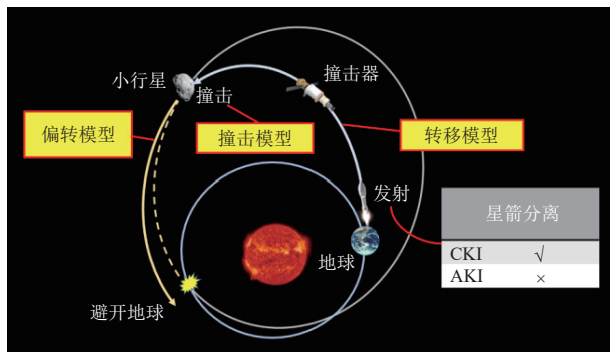 小行星
撞击
撞击器
偏转模型
撞击模型
转移模型
发射
星箭分离
CKI √
AKI ×
地球
避开地球